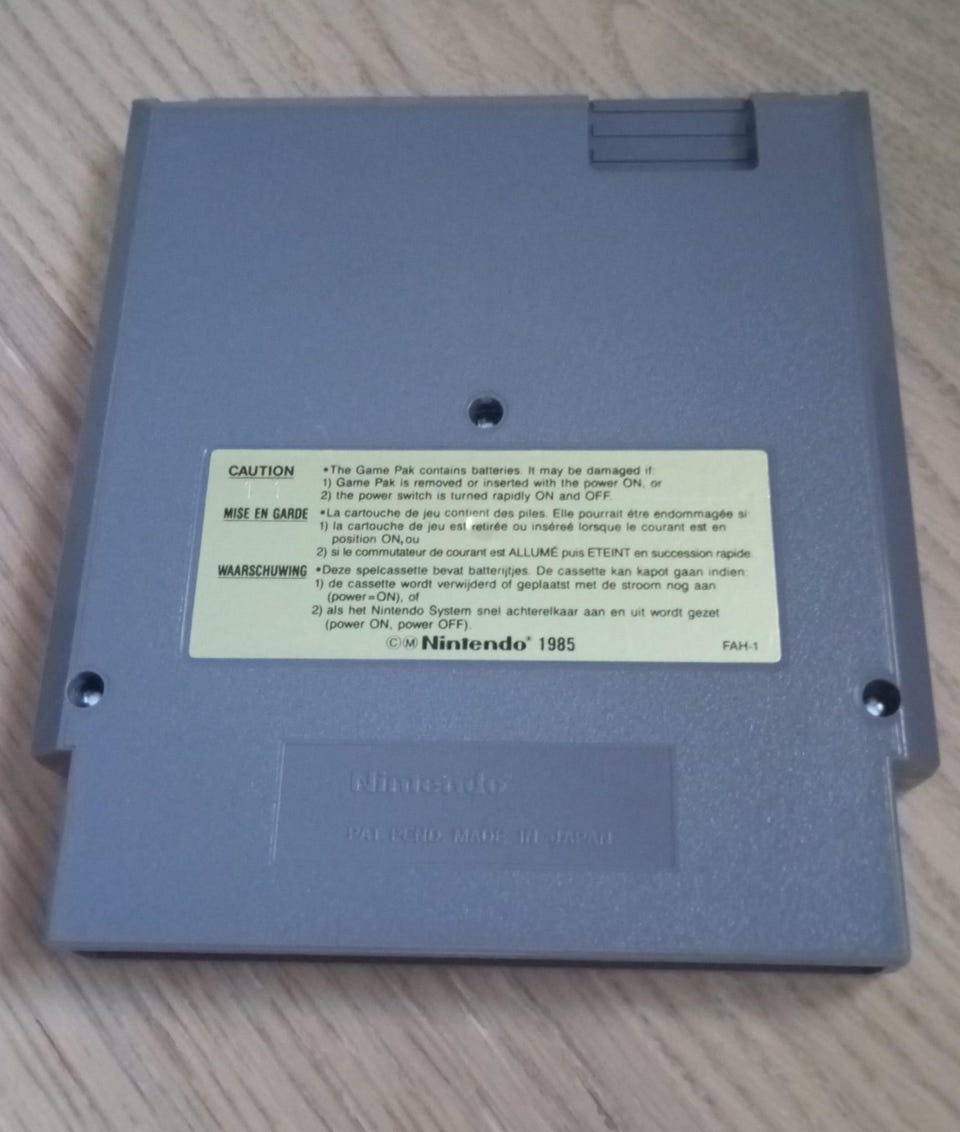 CAUTION •The Game Pak contains batteries. It may be damaged if:
1) Game Pak is removed or inserted with the power ON, or
11
2) the power switch is turned rapidly ON and OFF.
MISE EN GARDE •La cartouche de jeu contient des piles. Elle pourrait être endommagée si
1) la cartouche de jeu est retirée ou inséreé lorsque le courant est en
position ON, ou
2) si le commutateur de courant est ALLUMÉ puis ETEINT en succession rapide.
WAARSCHUWING •Deze spelcassette bevat batterijtjes. De cassette kan kapot gaan indien:
1) de cassette wordt verwijderd of geplaatst met de stroom nog aan
(power=ON), of
2) als het Nintendo System snel achterelkaar aan en uit wordt gezet
(power ON, power OFF).
©Ⓜ Nintendo® 1985 FAH-1
Nintendo
PAT. PEND. MADE IN JAPAN